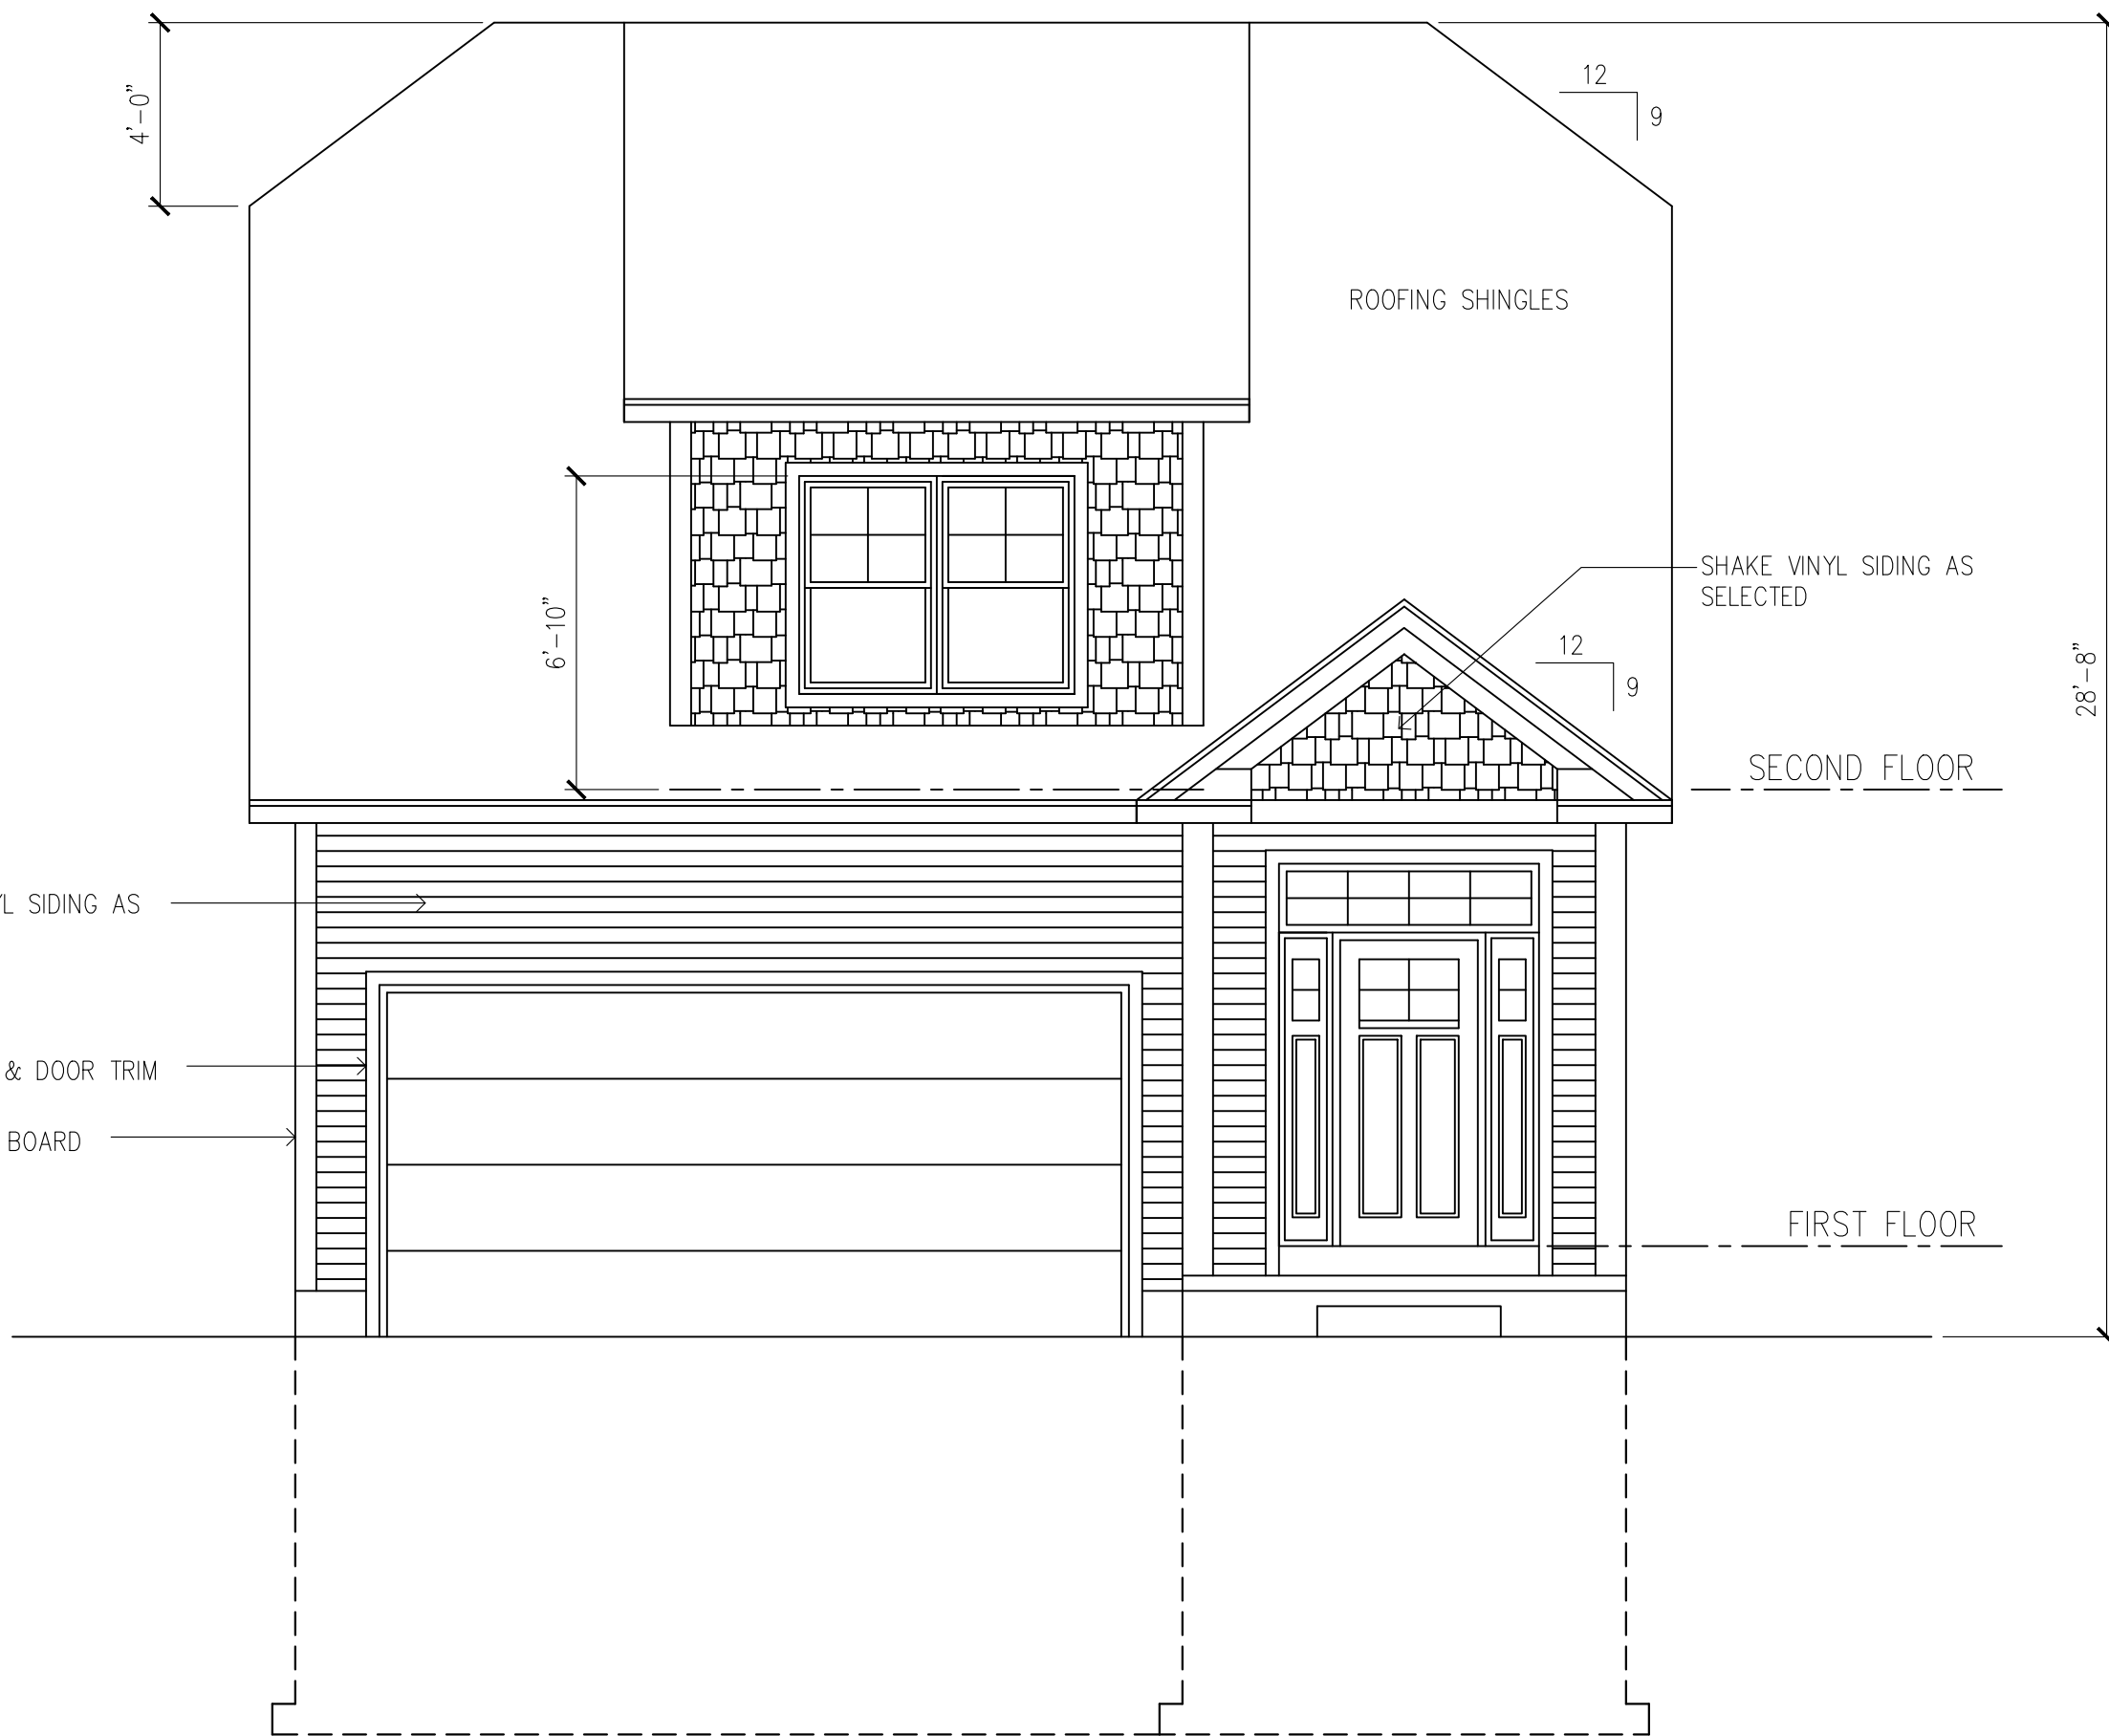 12
9
4'-0"
ROOFING SHINGLES
SHAKE VINYL SIDING AS
SELECTED
6'-10"
12
9
28'-8"
SECOND FLOOR
SIDING AS
& DOOR TRIM
BOARD
FIRST FLOOR